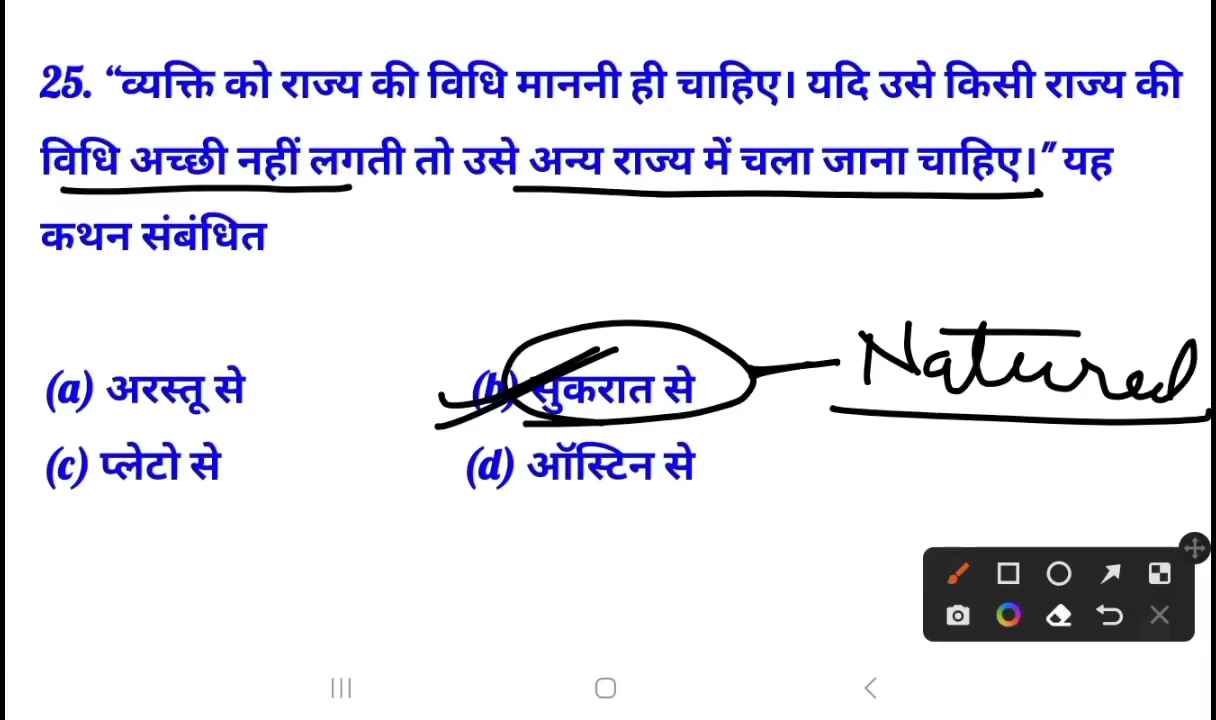 25. “व्यक्ति को राज्य की विधि माननी ही चाहिए। यदि उसे किसी राज्य की
विधि अच्छी नहीं लगती तो उसे अन्य राज्य में चला जाना चाहिए।” यह
कथन संबंधित
(a) अरस्तू से (b) सुकरात से Natured
(c) प्लेटो से (d) ऑस्टिन से